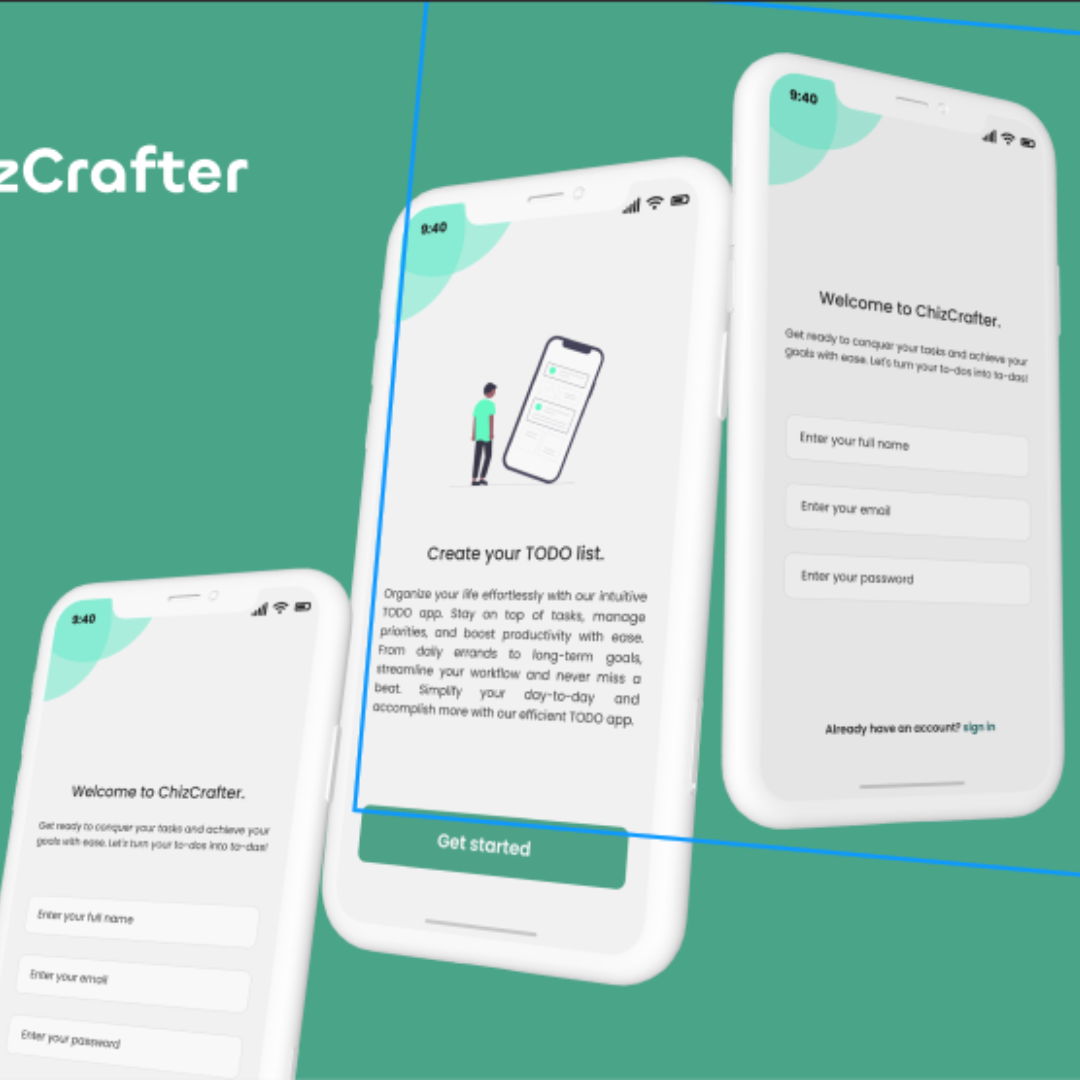 zCrafter
9:40
Welcome to ChizCrafter.
Get ready to conquer your tasks and achieve your
goals with ease. Let's turn your to-dos into ta-das!
Enter your full name
Enter your email
Enter your password
9:40
Create your TODO list.
Organize your life effortlessly with our intuitive
TODO app. Stay on top of tasks, manage
priorities, and boost productivity with ease.
From daily errands to long-term goals,
streamline your workflow and never miss a
beat. Simplify your day-to-day and
accomplish more with our efficient TODO app.
Get started
9:40
Welcome to ChizCrafter.
Get ready to conquer your tasks and achieve your
goals with ease. Let's turn your to-dos into ta-das!
Enter your full name
Enter your email
Enter your password
Already have an account? sign in